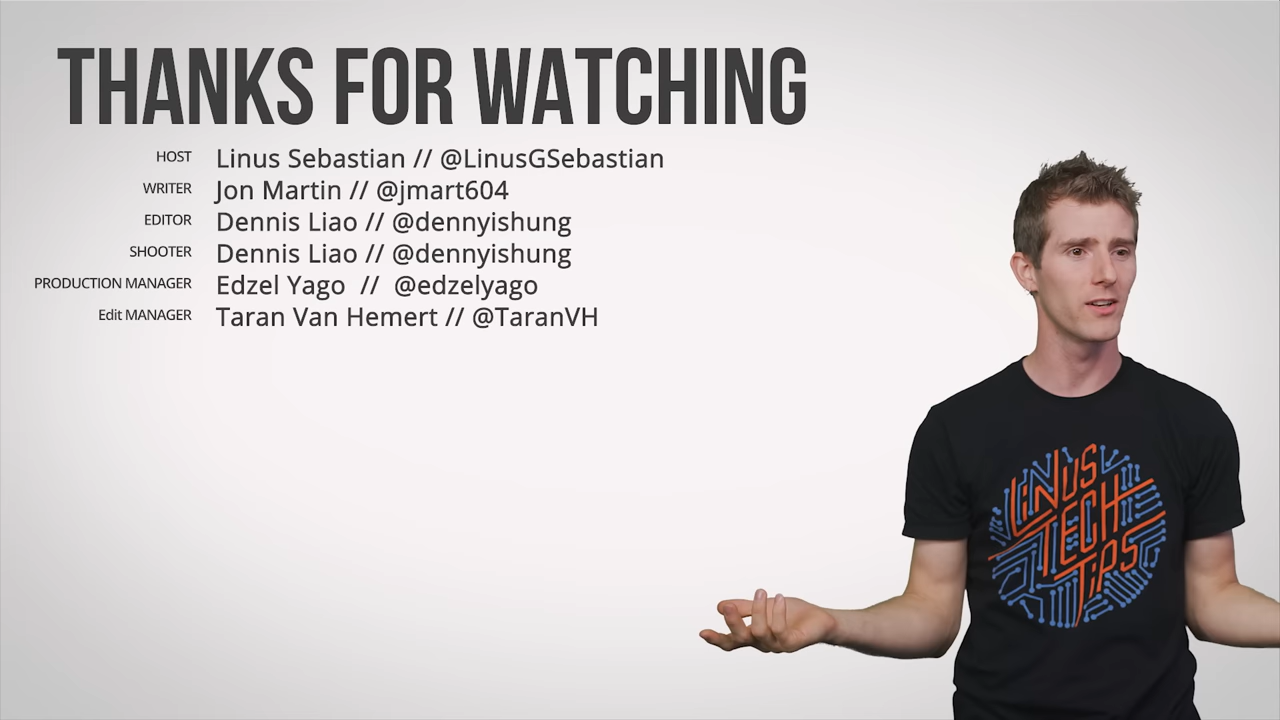 THANKS FOR WATCHING
HOST Linus Sebastian // @LinusGSebastian
WRITER Jon Martin // @jmart604
EDITOR Dennis Liao // @dennyishung
SHOOTER Dennis Liao // @dennyishung
PRODUCTION MANAGER Edzel Yago // @edzelyago
Edit MANAGER Taran Van Hemert // @TaranVH
LiNUS
TECH
TiPS